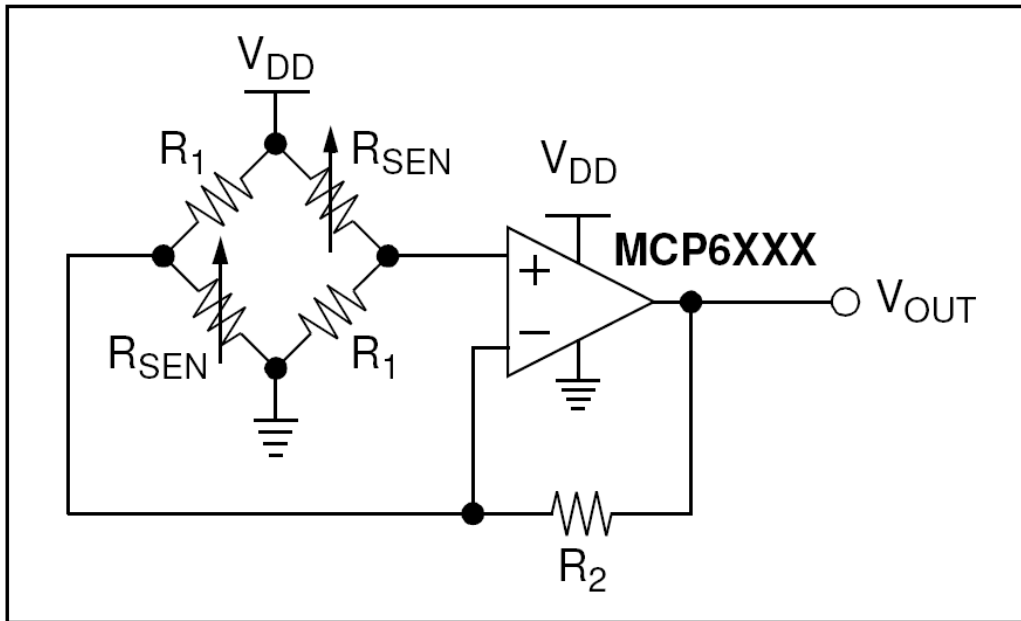 VDD
R1
RSEN
VDD
MCP6XXX
+
−
VOUT
RSEN
R1
R2